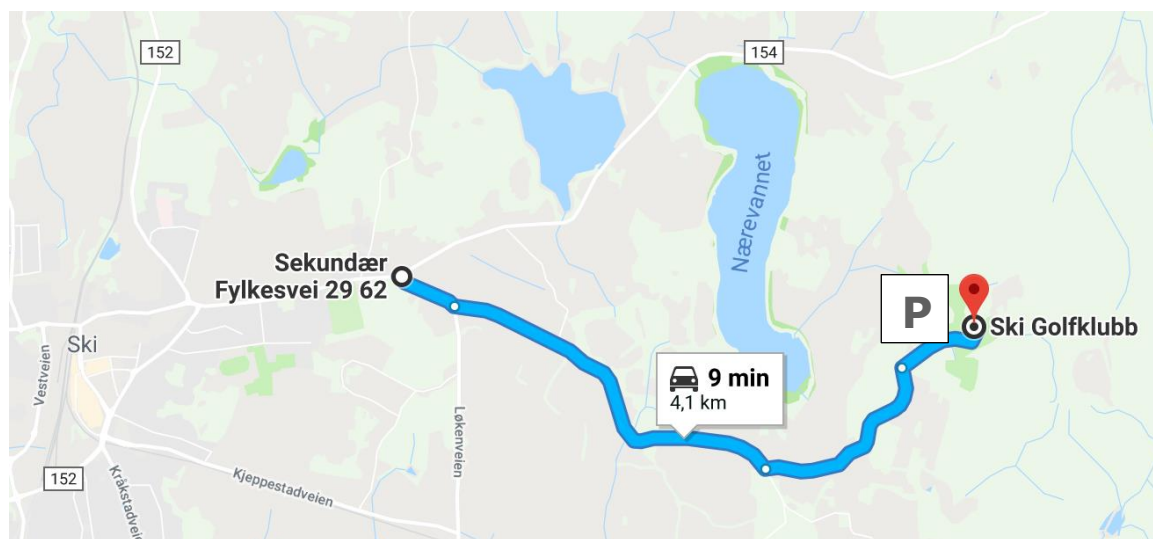 152
154
Nærevannet
Sekundær
Fylkesvei 29 62
P
Ski Golfklubb
Ski
Vestveien
9 min
4,1 km
Løkenveien
152
Kjeppestadveien
Kråkstadveien